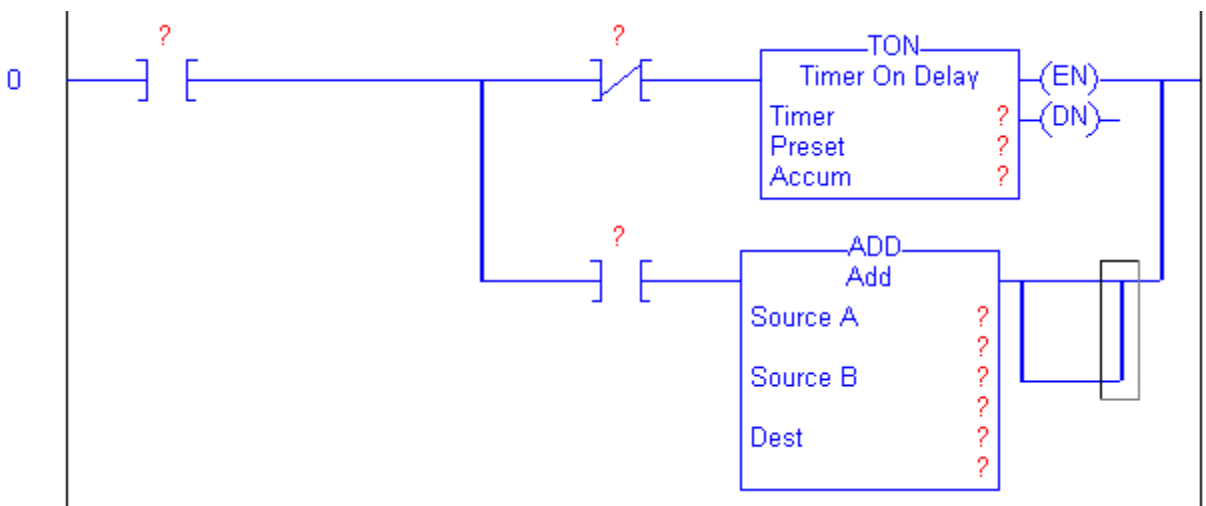 ?
?
0
TON
Timer On Delay
(EN)
Timer ?
(DN)
Preset ?
Accum ?
?
ADD
Add
Source A ?
?
Source B ?
?
Dest ?
?